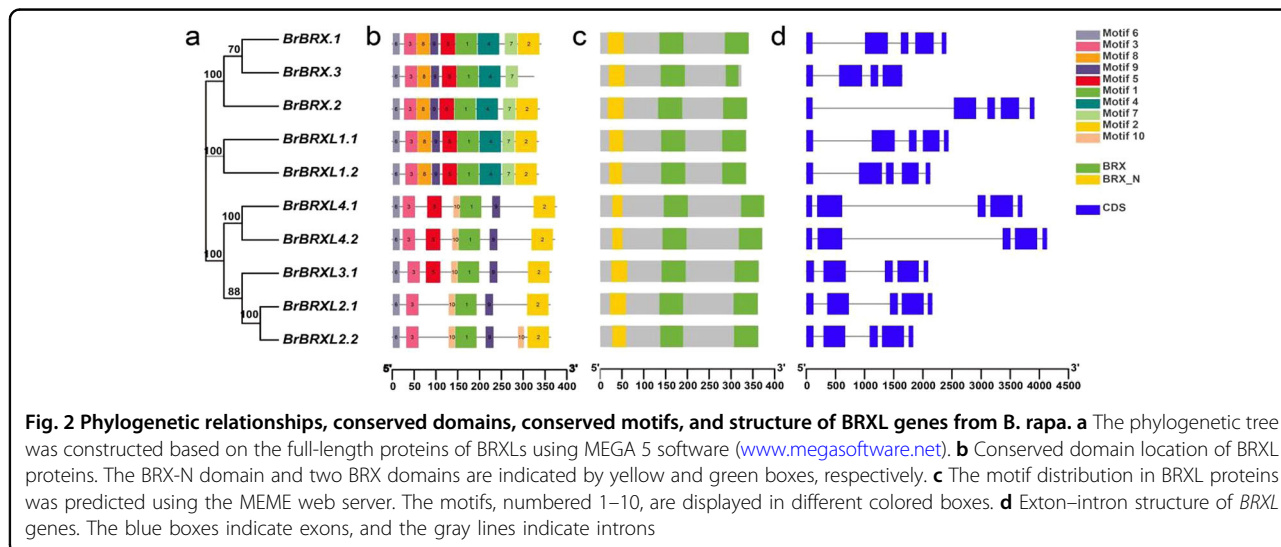 a
b
c
d
70
100
100
100
88
100
BrBRX.1
BrBRX.3
BrBRX.2
BrBRXL1.1
BrBRXL1.2
BrBRXL4.1
BrBRXL4.2
BrBRXL3.1
BrBRXL2.1
BrBRXL2.2
Motif 6
Motif 3
Motif 8
Motif 9
Motif 5
Motif 1
Motif 4
Motif 7
Motif 2
Motif 10
BRX
BRX_N
CDS
5' 3'
0 50 100 150 200 250 300 350 400
5' 3'
0 50 100 150 200 250 300 350 400
5' 3'
0 500 1000 1500 2000 2500 3000 3500 4000 4500
Fig. 2 Phylogenetic relationships, conserved domains, conserved motifs, and structure of BRXL genes from B. rapa. a The phylogenetic tree
was constructed based on the full-length proteins of BRXLs using MEGA 5 software (www.megasoftware.net). b Conserved domain location of BRXL
proteins. The BRX-N domain and two BRX domains are indicated by yellow and green boxes, respectively. c The motif distribution in BRXL proteins
was predicted using the MEME web server. The motifs, numbered 1–10, are displayed in different colored boxes. d Exton–intron structure of BRXL
genes. The blue boxes indicate exons, and the gray lines indicate introns